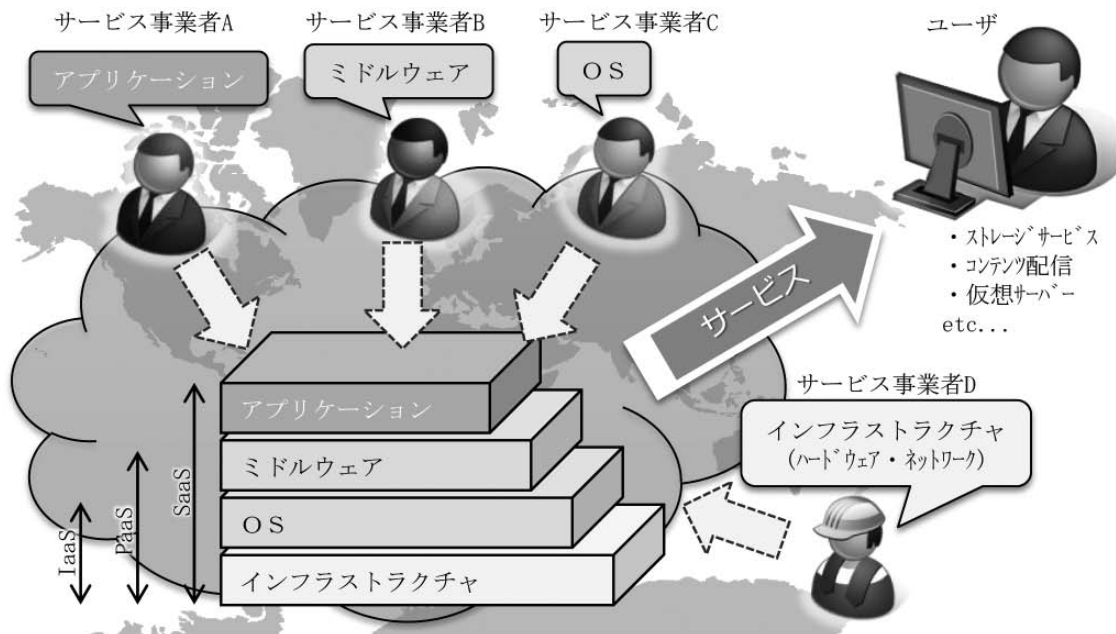 サービス事業者A
サービス事業者B
サービス事業者C
ユーザ
アプリケーション
ミドルウェア
ＯＳ
・ストレージサービス
・コンテンツ配信
・仮想サーバー
etc...
サービス
サービス事業者D
インフラストラクチャ
(ハードウェア・ネットワーク)
アプリケーション
ミドルウェア
ＯＳ
インフラストラクチャ
IaaS
PaaS
SaaS